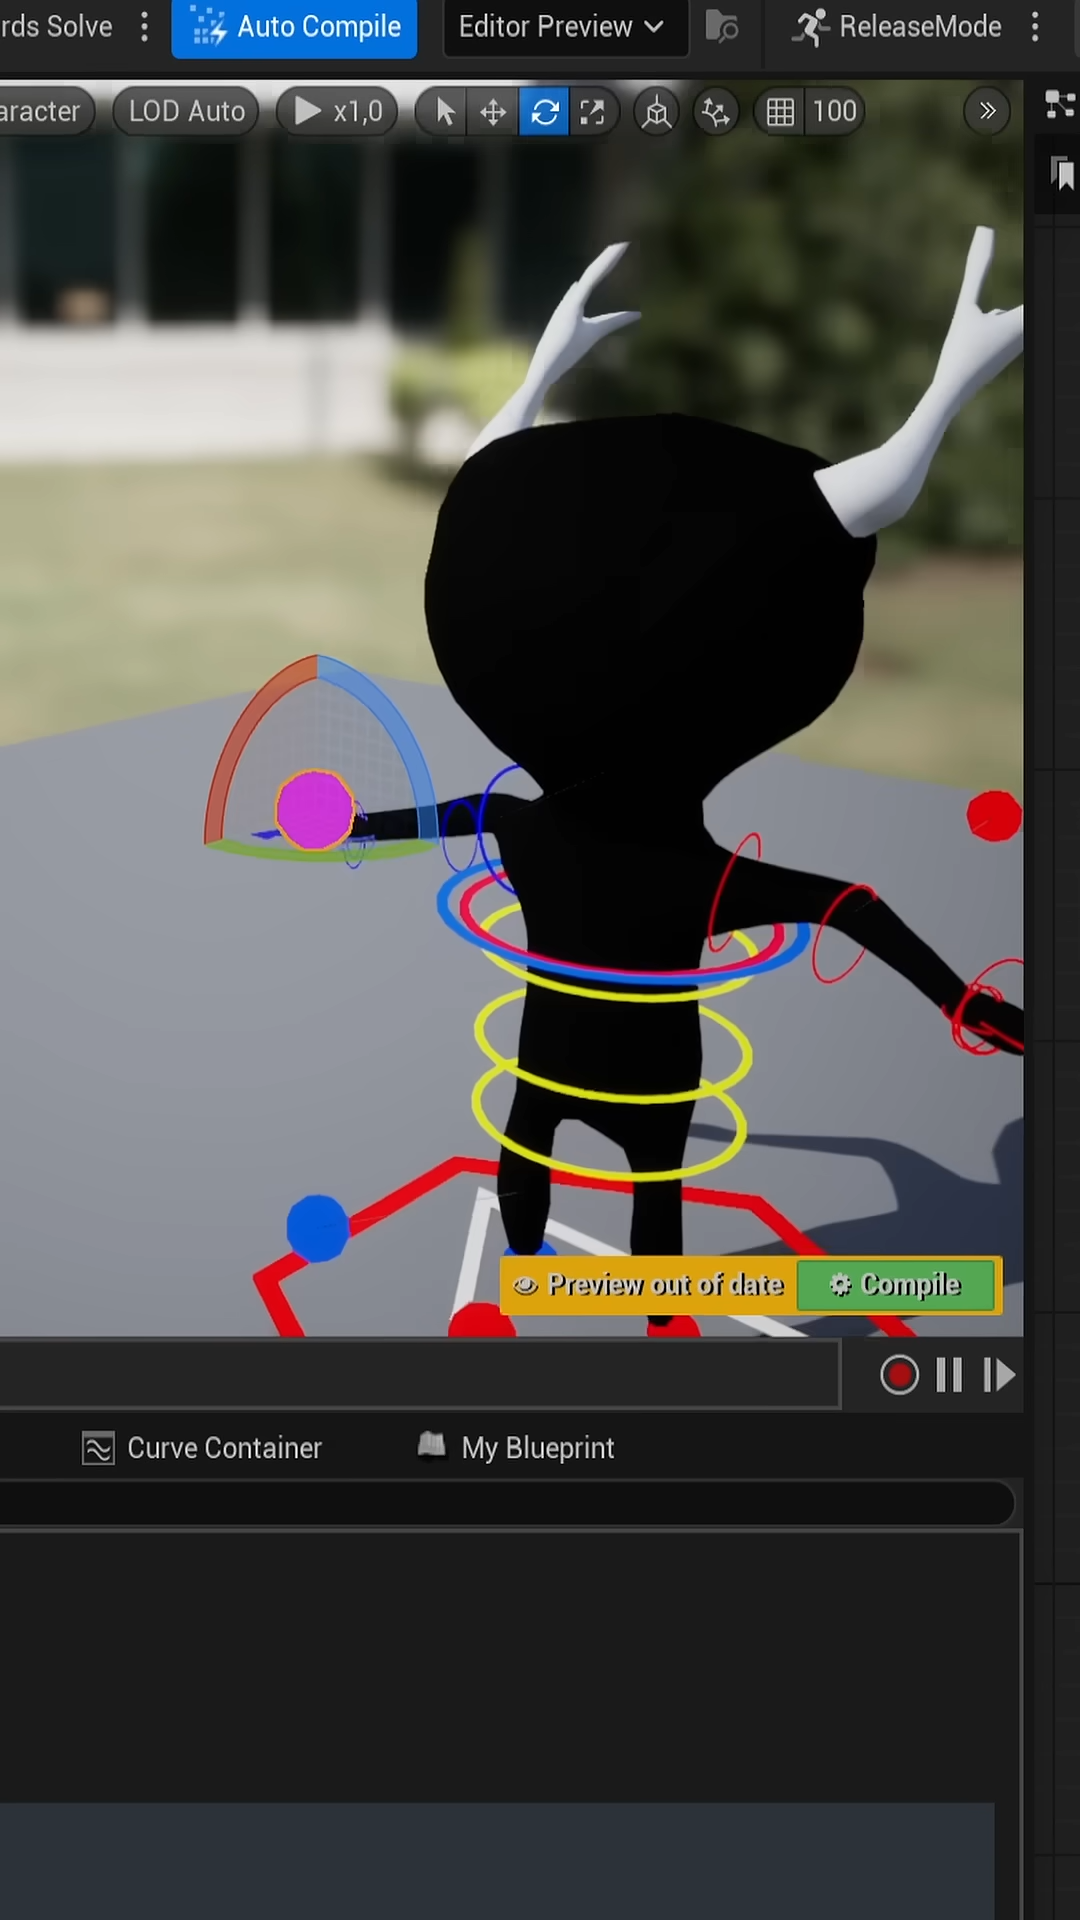 rds Solve Auto Compile Editor Preview ReleaseMode
aracter LOD Auto x1,0 100
Preview out of date Compile
Curve Container My Blueprint